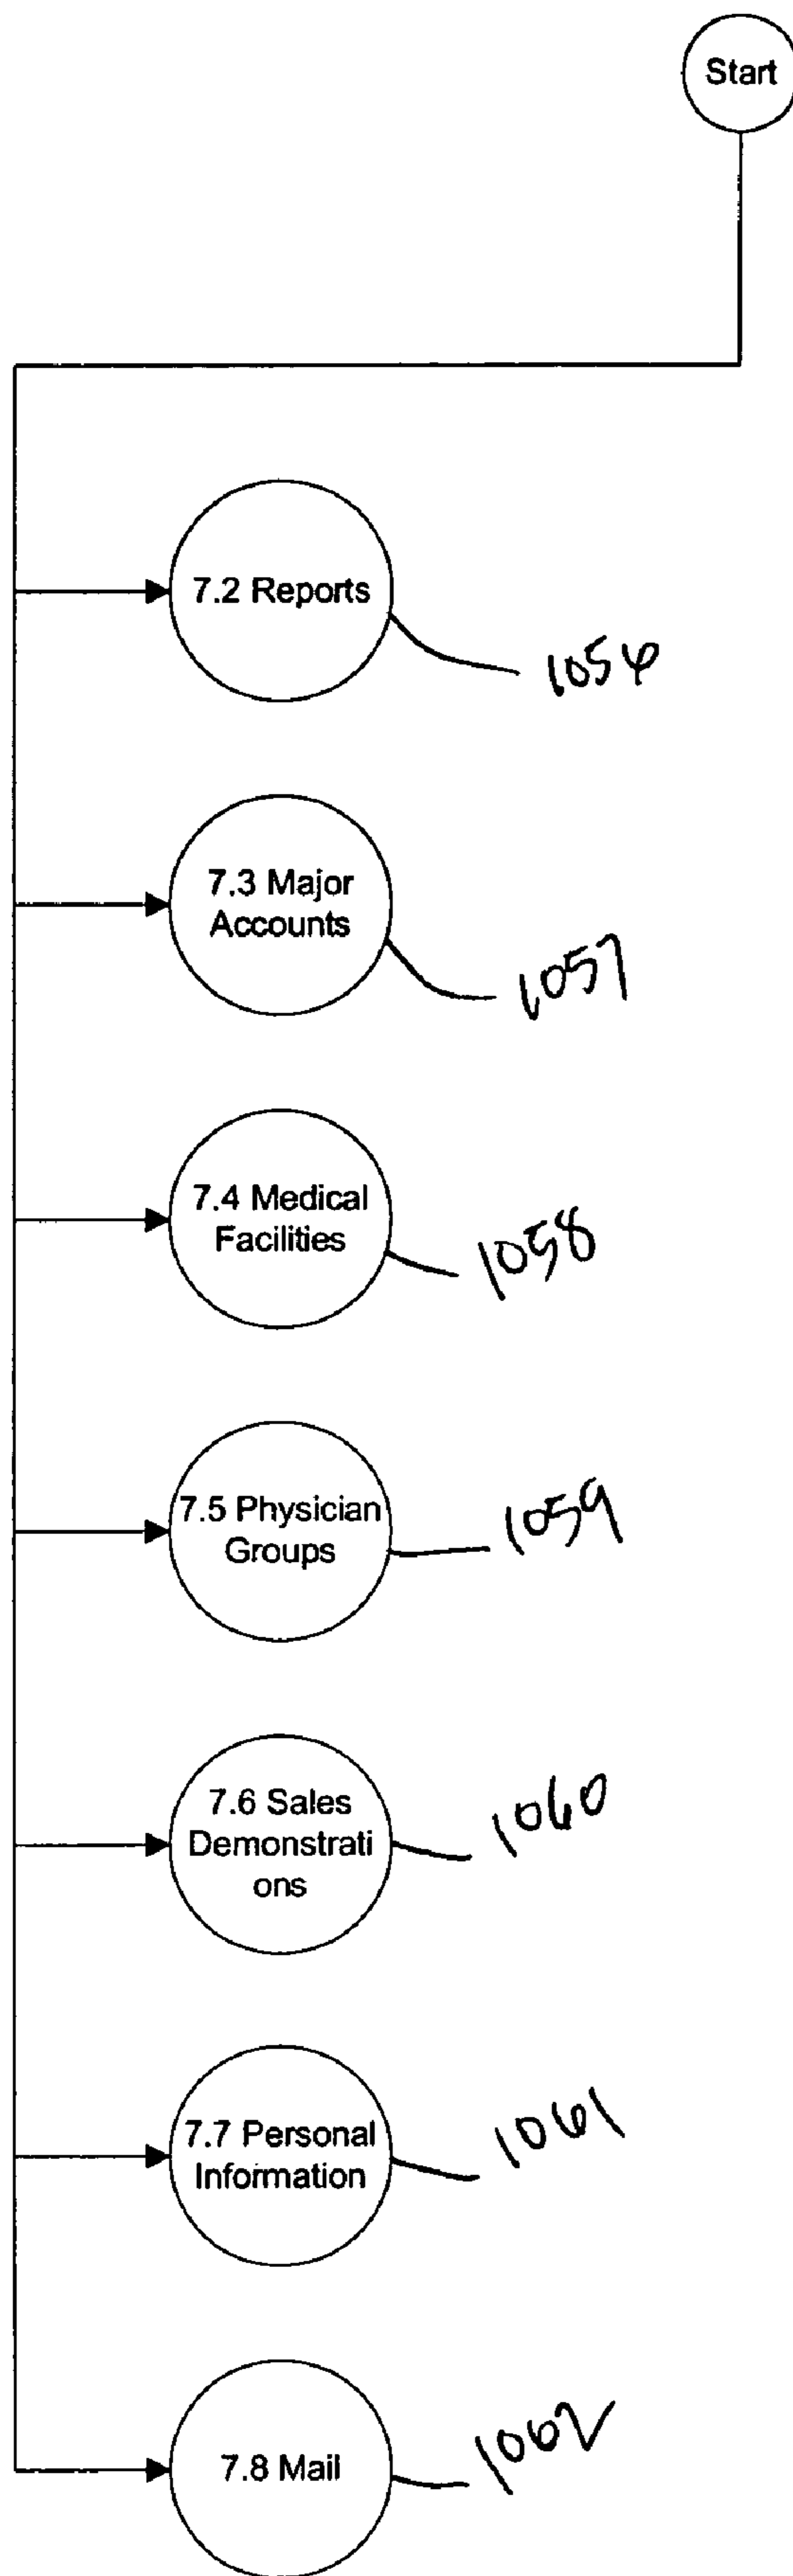 Start
7.2 Reports
1056
7.3 Major
Accounts
1057
7.4 Medical
Facilities
1058
7.5 Physician
Groups
1059
7.6 Sales
Demonstrati
ons
1060
7.7 Personal
Information
1061
7.8 Mail
1062